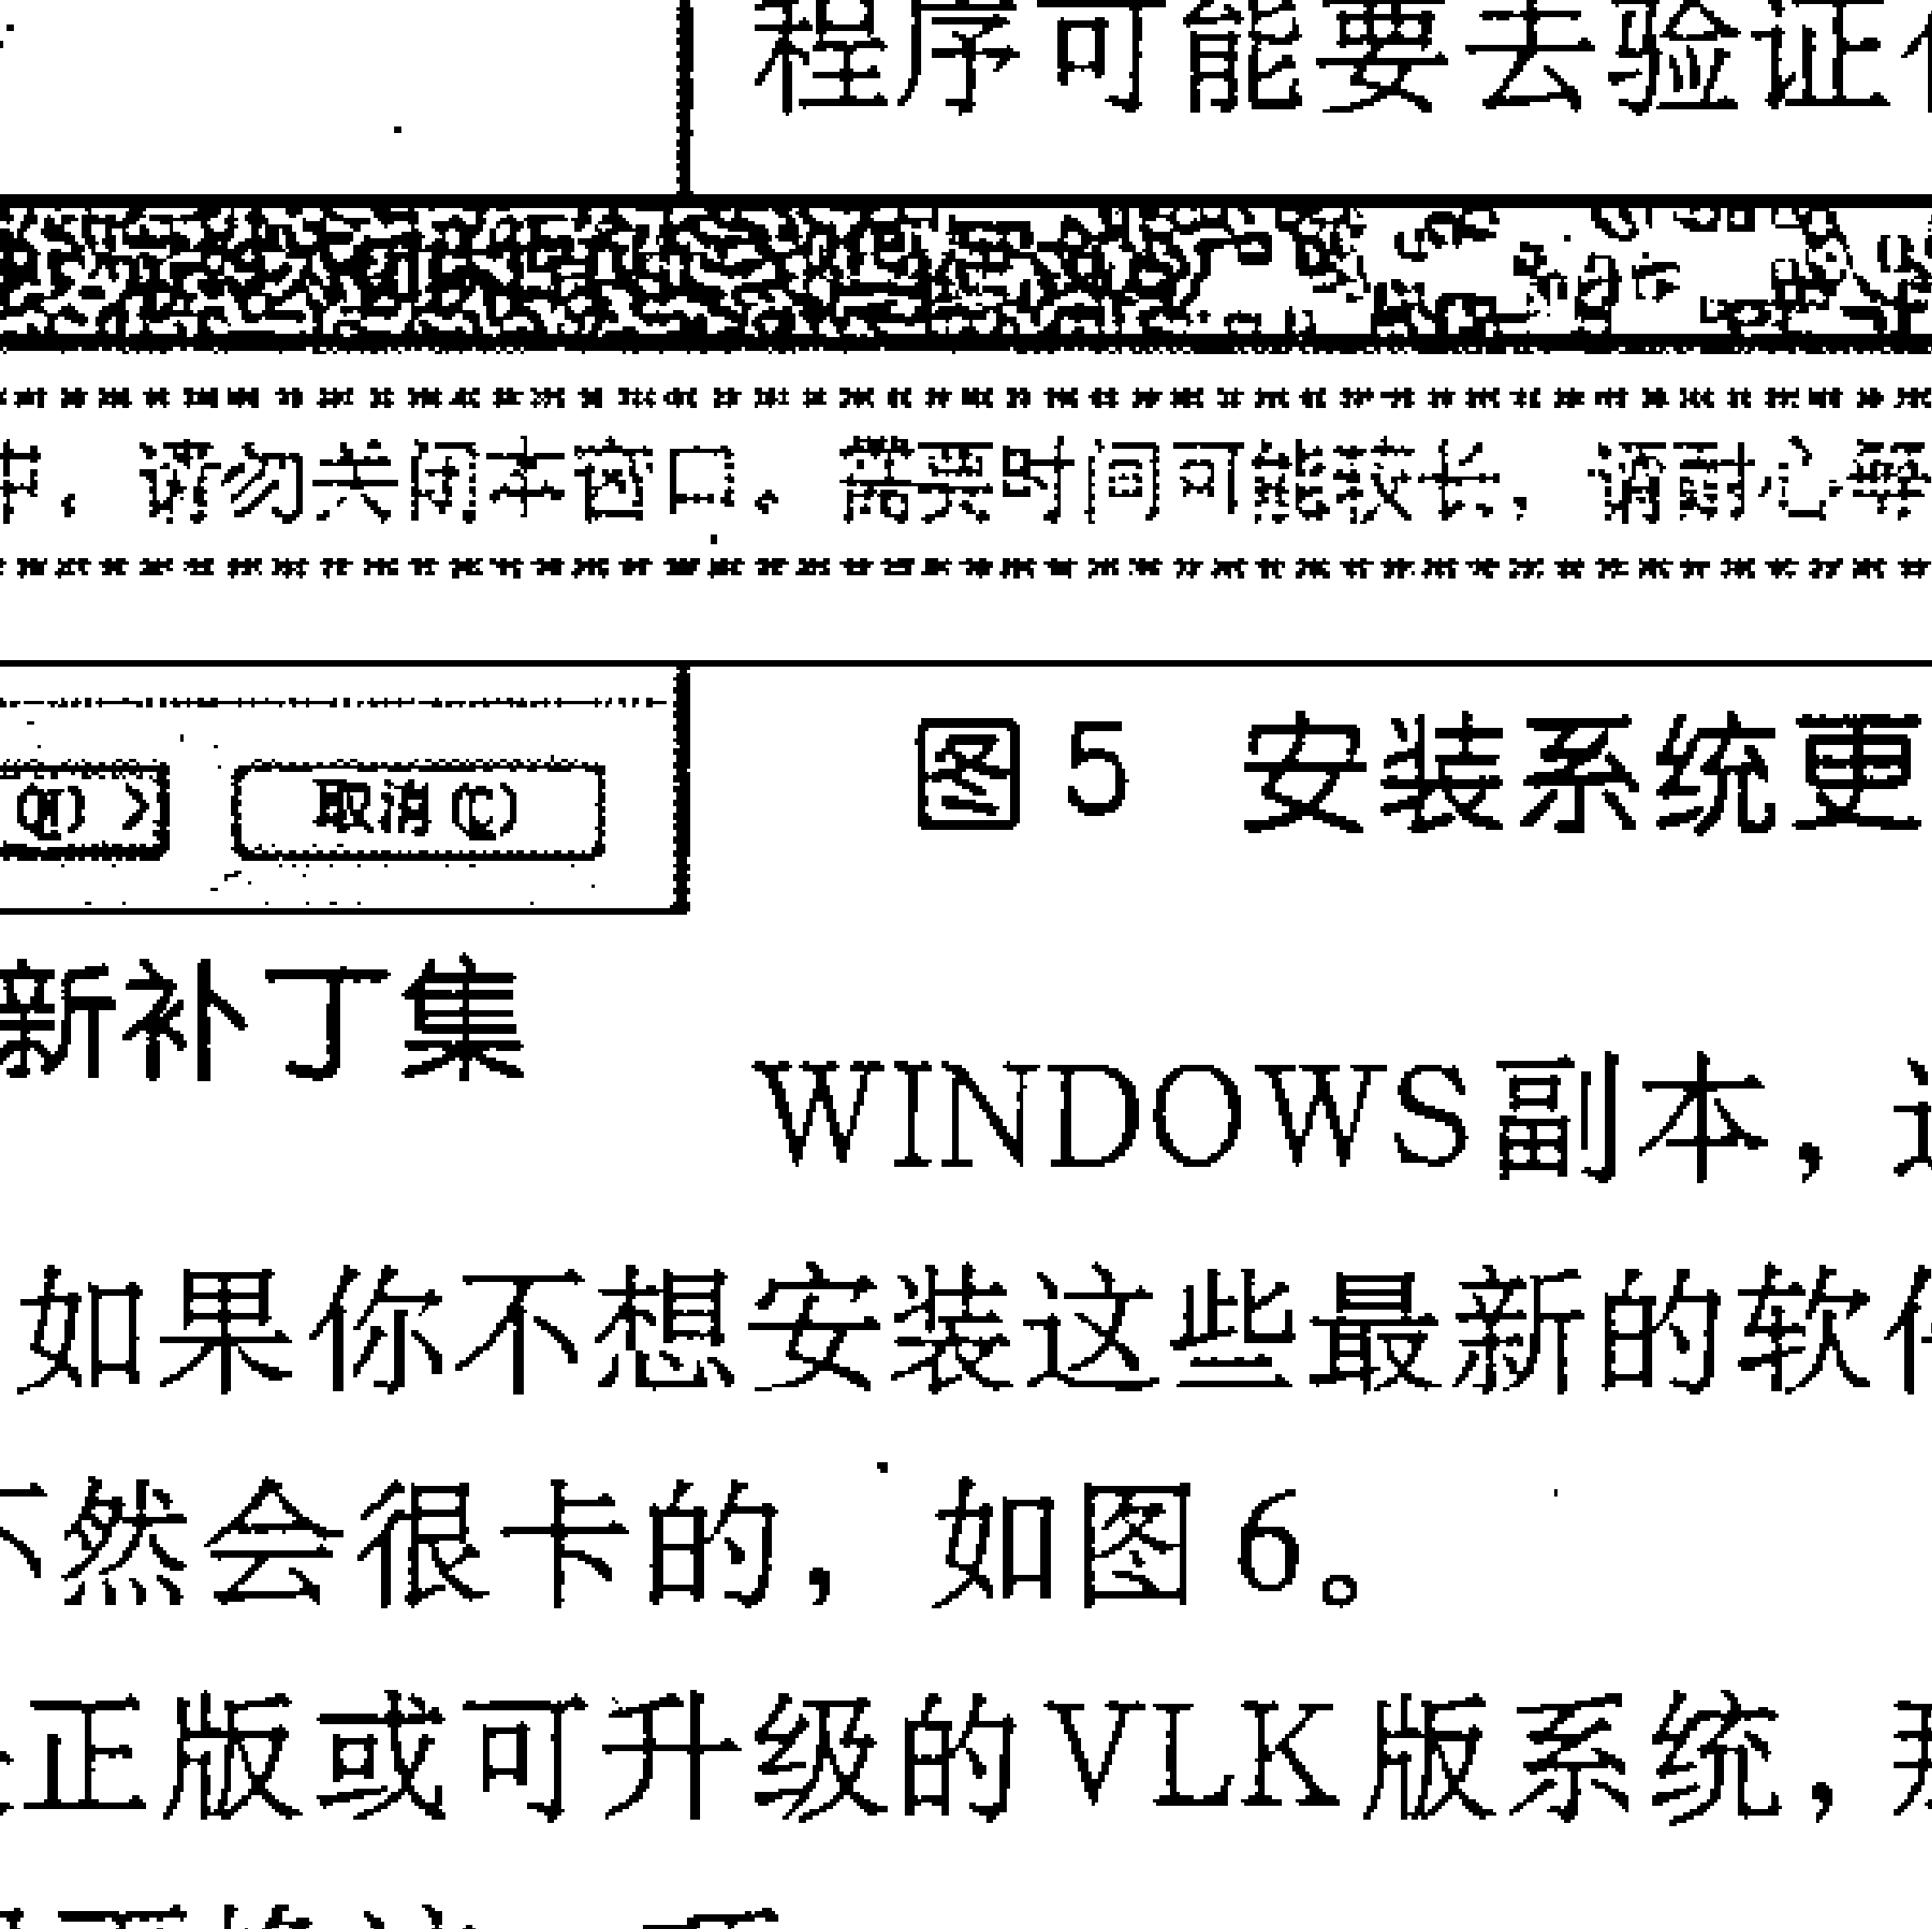 程序可能要去验证
请勿关闭本窗口。需要时间可能较长，请耐心等
(N) >
取消(C)
图5 安装系统更
新补丁集
WINDOWS副本，
如果你不想安装这些最新的软件
不然会很卡的，如图6。
正版或可升级的VLK版系统，